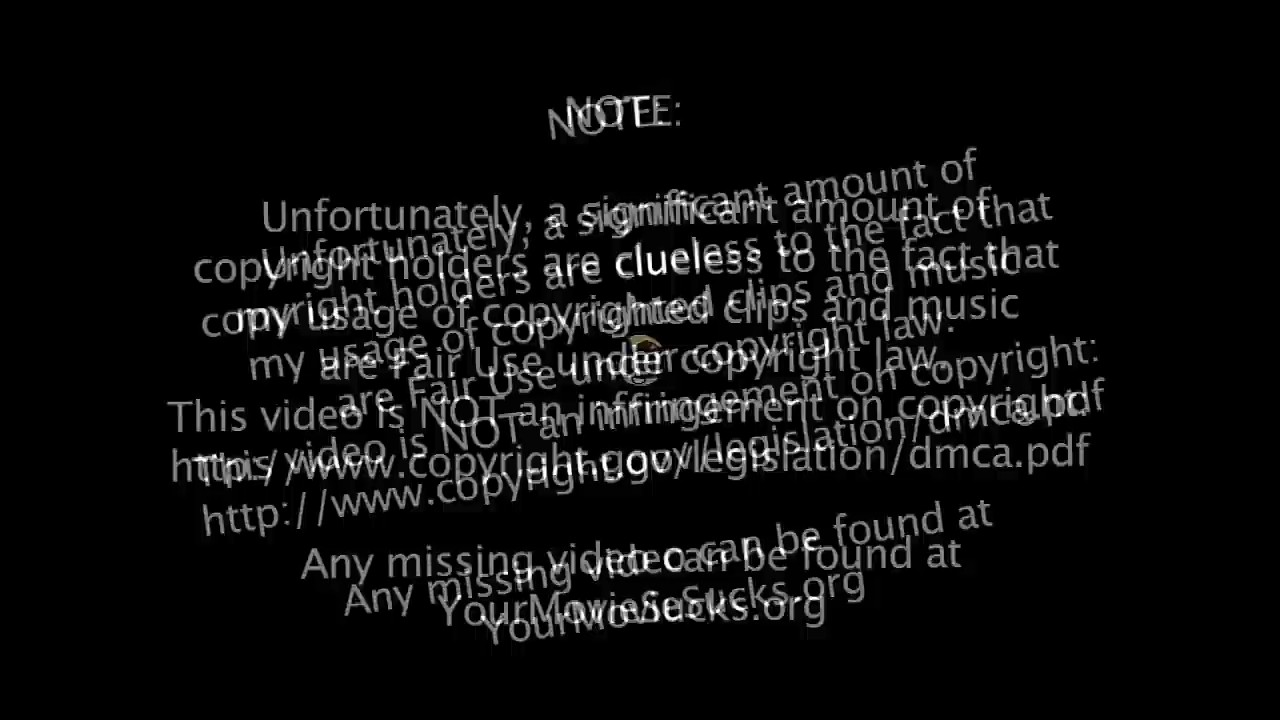 NOTE:
Unfortunately, a significant amount of
copyright holders are clueless to the fact that
my usage of copyrighted clips and music
are Fair Use under copyright law.
This video is NOT an infringement on copyright:
http://www.copyright.gov/legislation/dmca.pdf
Any missing video can be found at
YourMovieSucks.org